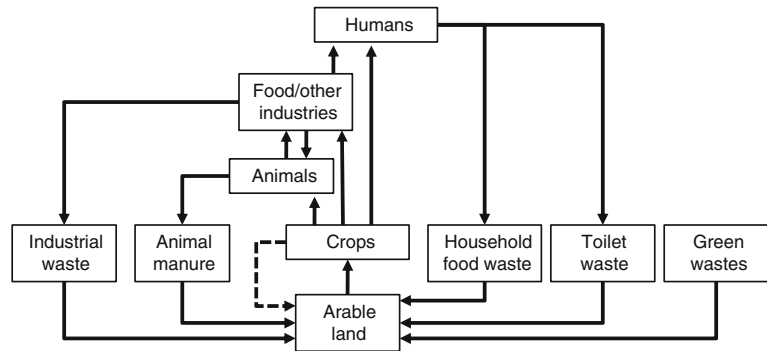 Humans
Food/other
industries
Animals
Industrial
waste
Animal
manure
Crops
Household
food waste
Toilet
waste
Green
wastes
Arable
land